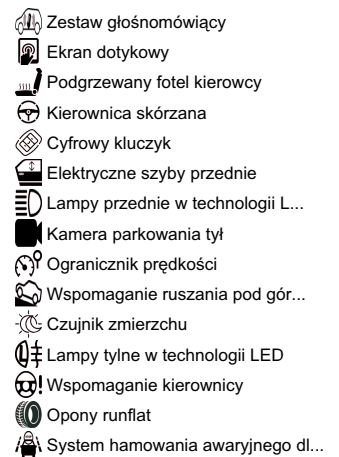 Zestaw głośnomówiący
Ekran dotykowy
Podgrzewany fotel kierowcy
Kierownica skórzana
Cyfrowy kluczyk
Elektryczne szyby przednie
Lampy przednie w technologii L...
Kamera parkowania tył
Ogranicznik prędkości
Wspomaganie ruszania pod gór...
Czujnik zmierzchu
Lampy tylne w technologii LED
Wspomaganie kierownicy
Opony runflat
System hamowania awaryjnego dl...